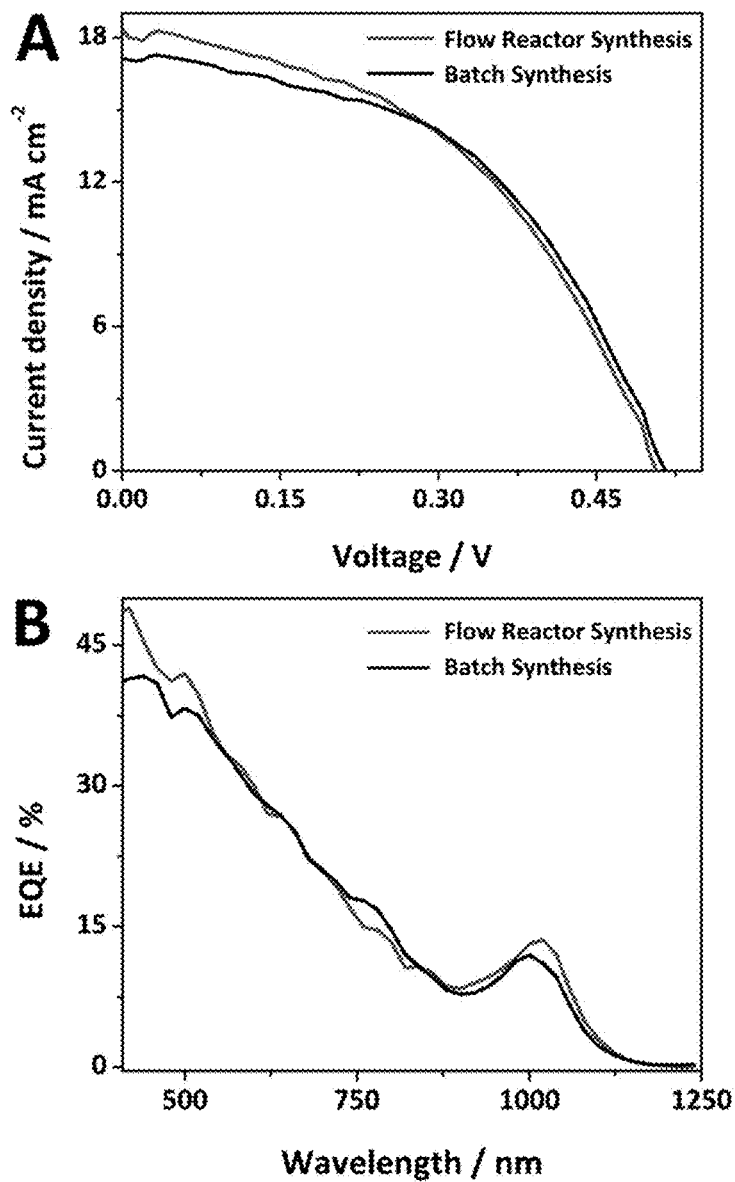 A
Flow Reactor Synthesis
Batch Synthesis
Current density / mA cm-2
18
12
6
0
0.00 0.15 0.30 0.45
Voltage / V
B
Flow Reactor Synthesis
Batch Synthesis
EQE / %
45
30
15
0
500 750 1000 1250
Wavelength / nm